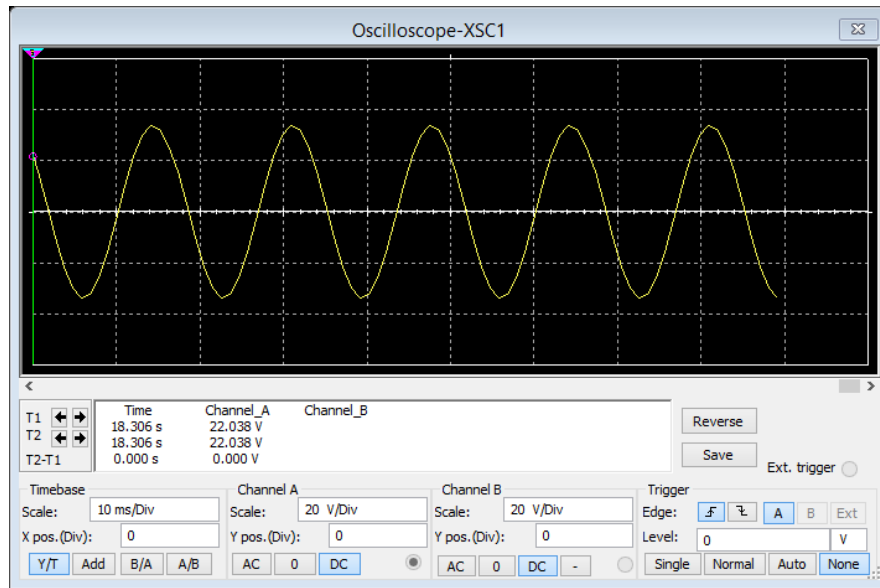 Oscilloscope-XSC1
T1
T2
T2-T1
Time Channel_A Channel_B
18.306 s 22.038 V
18.306 s 22.038 V
0.000 s 0.000 V
Reverse
Save
Ext. trigger
Timebase
Scale: 10 ms/Div
X pos.(Div): 0
Y/T Add B/A A/B
Channel A
Scale: 20 V/Div
Y pos.(Div): 0
AC 0 DC
Channel B
Scale: 20 V/Div
Y pos.(Div): 0
AC 0 DC -
Trigger
Edge: A B Ext
Level: 0 V
Single Normal Auto None